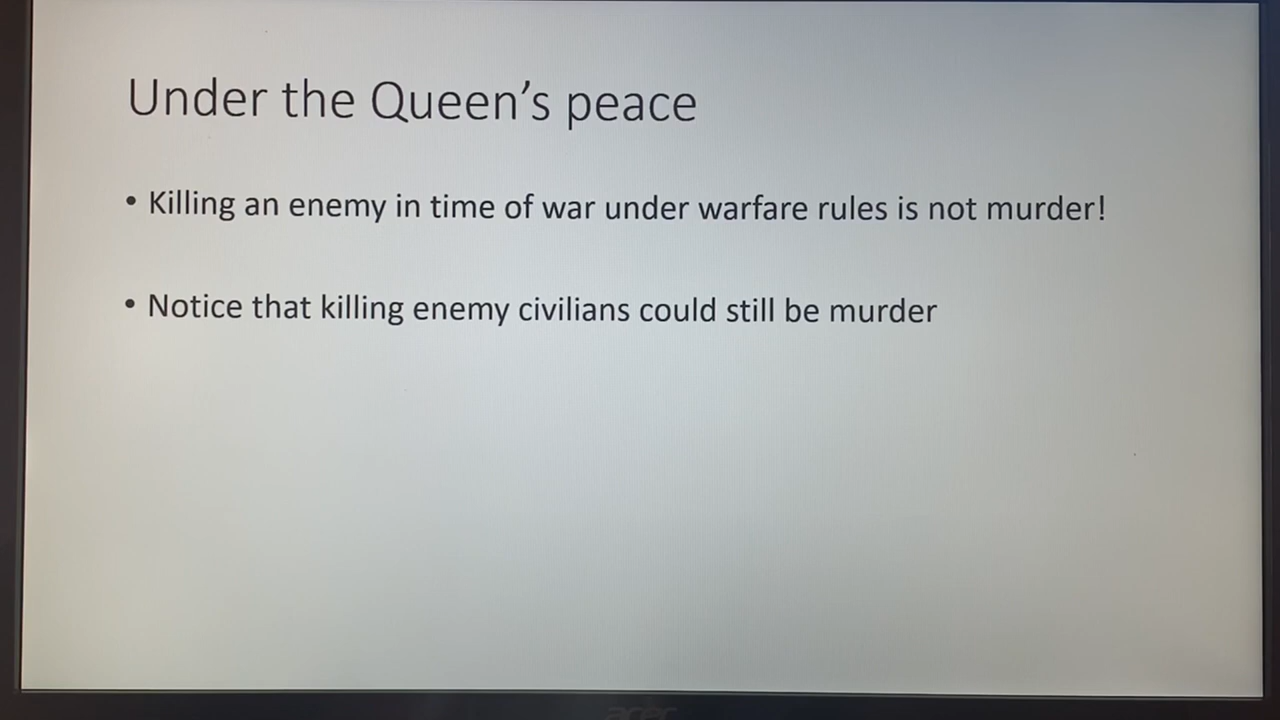 Under the Queen’s peace
• Killing an enemy in time of war under warfare rules is not murder!
• Notice that killing enemy civilians could still be murder
acer